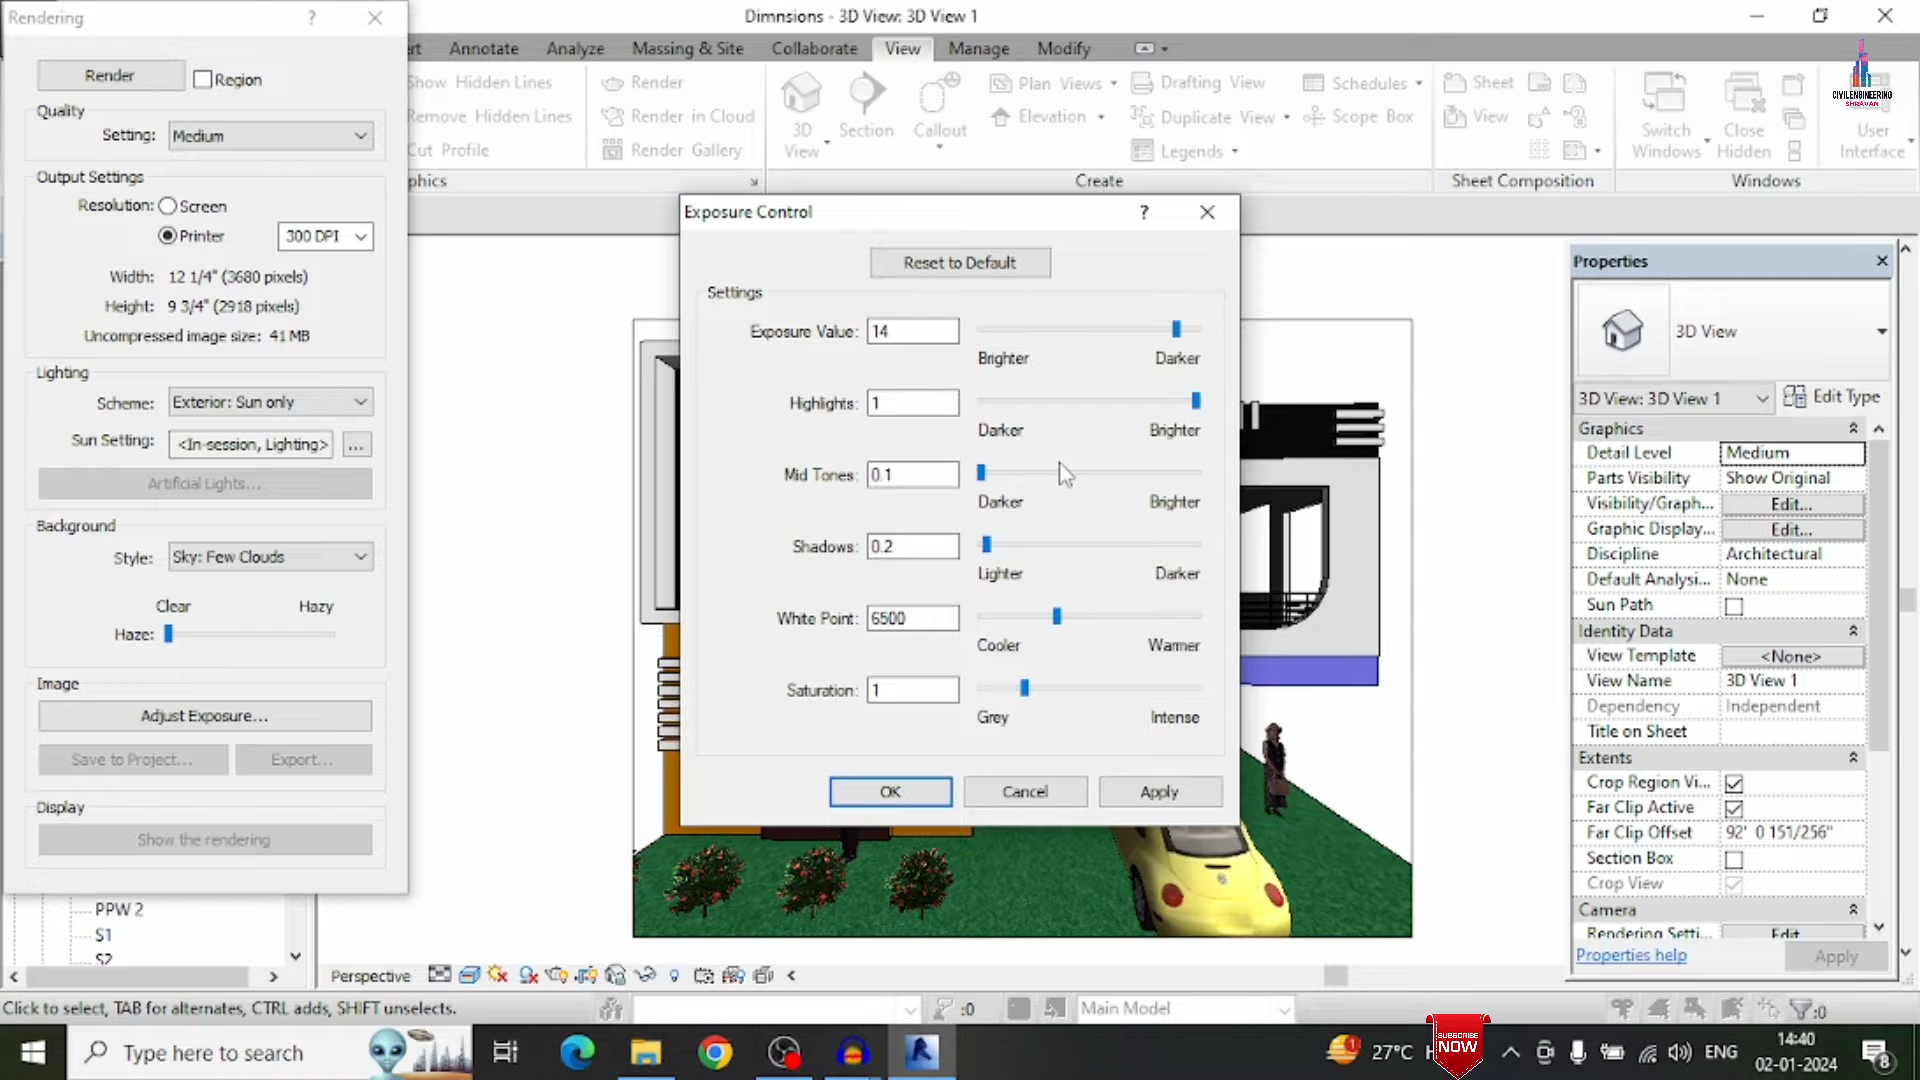 Rendering
?
Dimnsions - 3D View: 3D View 1
Annotate
Analyze
Massing & Site
Collaborate
View
Manage
Modify
Render
Region
Quality
Setting:
Medium
Output Settings
Resolution:
Screen
Printer
300 DPI
Width: 12 1/4" (3680 pixels)
Height: 9 3/4" (2918 pixels)
Uncompressed image size: 41 MB
Lighting
Scheme:
Exterior: Sun only
Sun Setting:
<In-session, Lighting>
...
Artificial Lights...
Background
Style:
Sky: Few Clouds
Clear
Hazy
Haze:
Image
Adjust Exposure...
Save to Project...
Export...
Display
Show the rendering
Show Hidden Lines
Remove Hidden Lines
Cut Profile
phics
Render
Render in Cloud
Render Gallery
3D View
Section
Callout
Plan Views
Elevation
Drafting View
Duplicate View
Legends
Schedules
Scope Box
Create
Sheet
View
Sheet Composition
Switch Windows
Close Hidden
User Interface
Windows
CIVILENGINEERING
SHRAVAN
Exposure Control
?
Reset to Default
Settings
Exposure Value: 14
Brighter
Darker
Highlights: 1
Darker
Brighter
Mid Tones: 0.1
Darker
Brighter
Shadows: 0.2
Lighter
Darker
White Point: 6500
Cooler
Warmer
Saturation: 1
Grey
Intense
OK
Cancel
Apply
Properties
3D View
3D View: 3D View 1
Edit Type
Graphics
Detail Level
Medium
Parts Visibility
Show Original
Visibility/Graph...
Edit...
Graphic Display...
Edit...
Discipline
Architectural
Default Analysi...
None
Sun Path
Identity Data
View Template
<None>
View Name
3D View 1
Dependency
Independent
Title on Sheet
Extents
Crop Region Vi...
Far Clip Active
Far Clip Offset
92' 0 151/256"
Section Box
Crop View
Camera
Rendering Setti...
Edit...
Properties help
Apply
PPW 2
S1
S2
Perspective
Click to select, TAB for alternates, CTRL adds, SHIFT unselects.
:0
Main Model
:0
Type here to search
1
27°C
SUBSCRIBE
NOW
ENG
14:40
02-01-2024
8